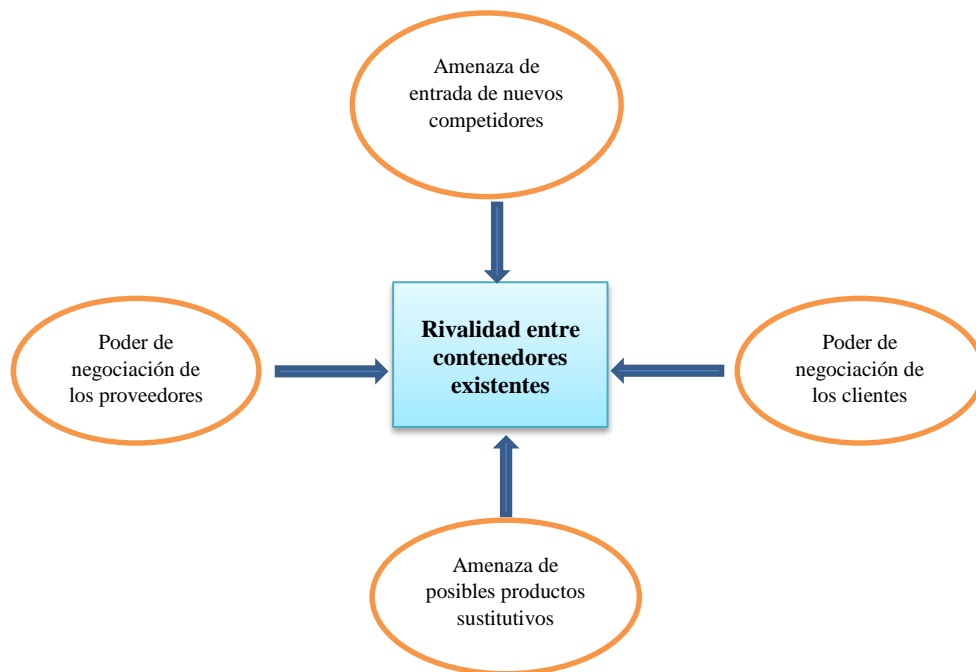 Amenaza de
entrada de nuevos
competidores
Poder de
negociación de
los proveedores
Rivalidad entre
contenedores
existentes
Poder de
negociación de
los clientes
Amenaza de
posibles productos
sustitutivos